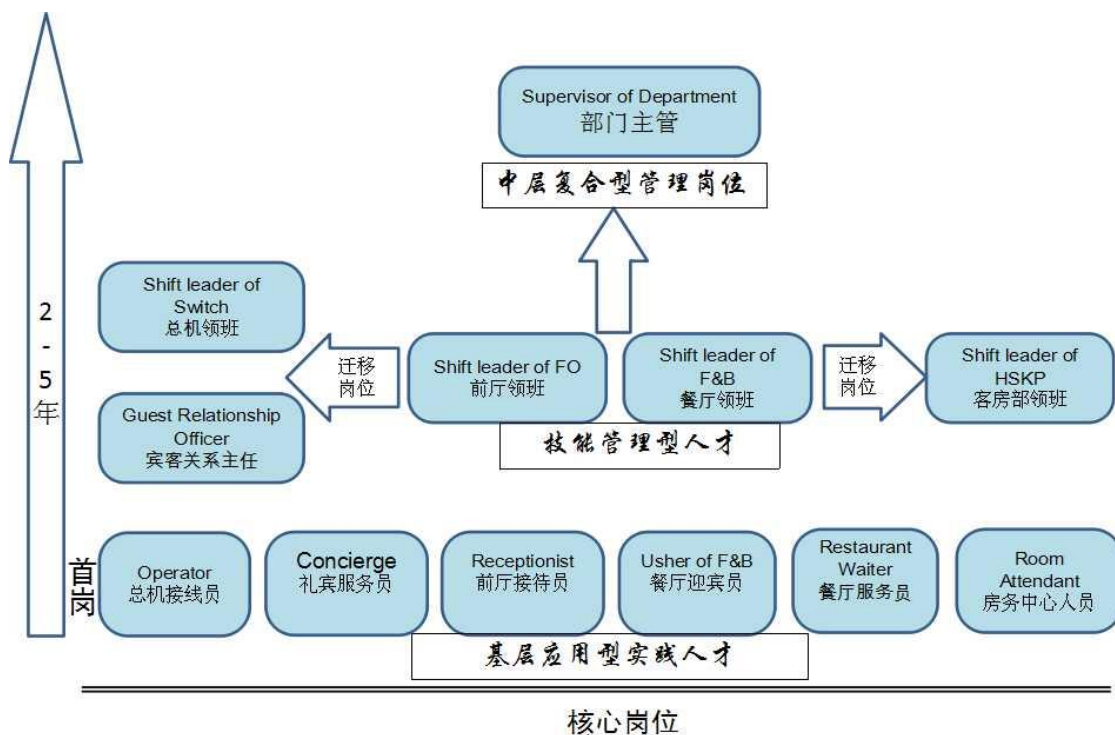 Supervisor of Department
部门主管
中层复合型管理岗位
2
-
5
年
Shift leader of
Switch
总机领班
Guest Relationship
Officer
宾客关系主任
迁移
岗位
Shift leader of FO
前厅领班
Shift leader of
F&B
餐厅领班
迁移
岗位
Shift leader of
HSKP
客房部领班
技能管理型人才
首
岗
Operator
总机接线员
Concierge
礼宾服务员
Receptionist
前厅接待员
Usher of F&B
餐厅迎宾员
Restaurant
Waiter
餐厅服务员
Room
Attendant
房务中心人员
基层应用型实践人才
核心岗位